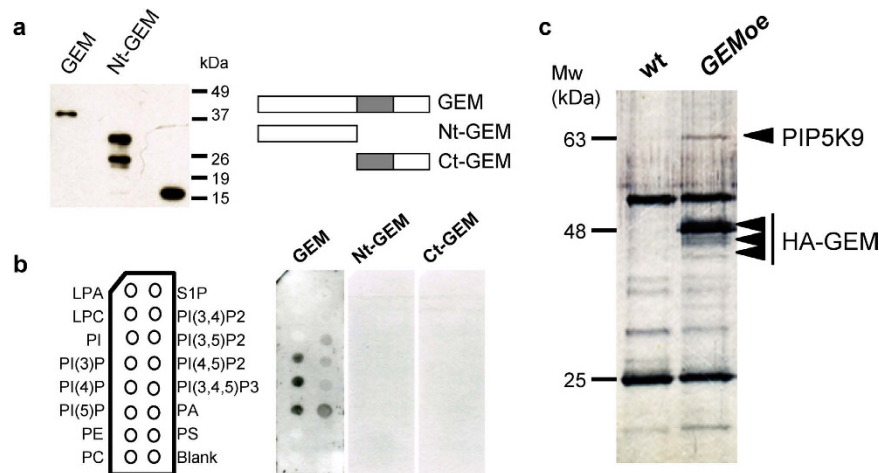 a
GEM
Nt-GEM
kDa
49
37
26
19
15
GEM
Nt-GEM
Ct-GEM
b
LPA S1P
LPC PI(3,4)P2
PI PI(3,5)P2
PI(3)P PI(4,5)P2
PI(4)P PI(3,4,5)P3
PI(5)P PA
PE PS
PC Blank
GEM Nt-GEM Ct-GEM
c
wt GEMoe
Mw
(kDa)
63
48
25
PIP5K9
HA-GEM